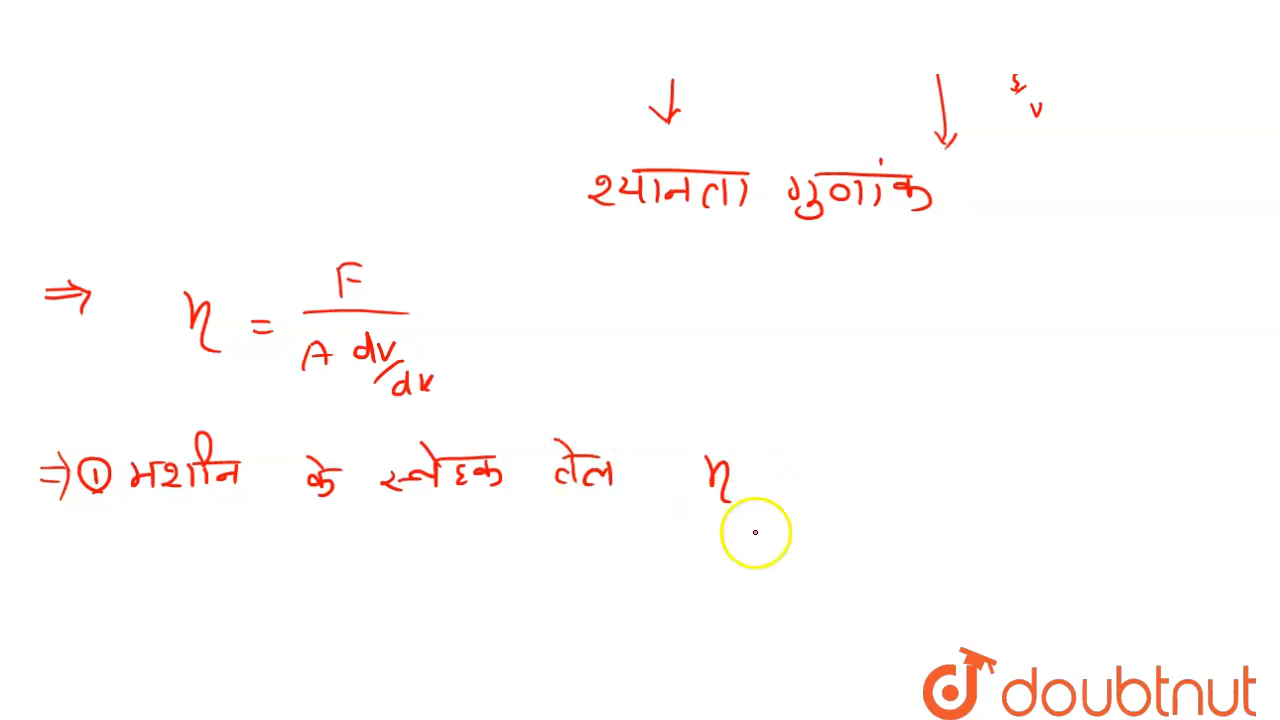 श्यानता गुणांक
⇒ η = F / A dv/dx
⇒ ① मशीन के स्नेहक तेल η
doubtnut